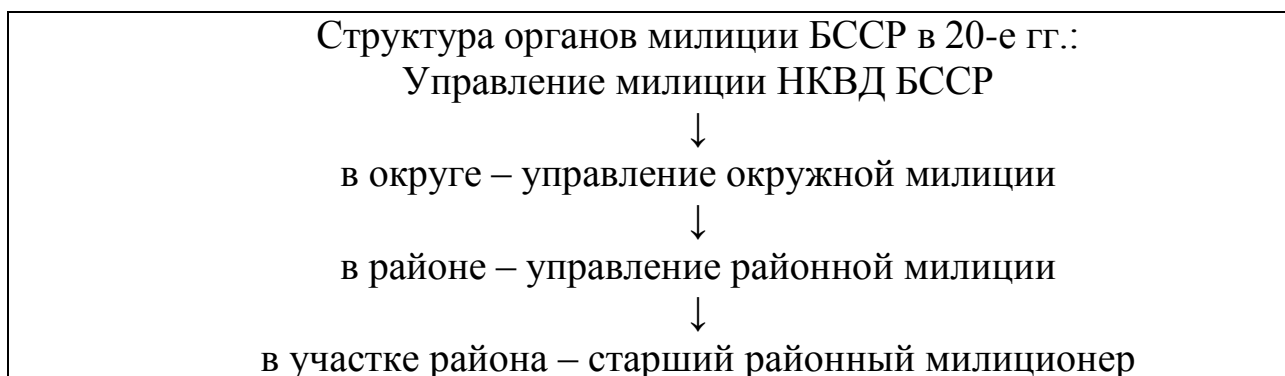 Структура органов милиции БССР в 20-е гг.:
Управление милиции НКВД БССР
↓
в округе – управление окружной милиции
↓
в районе – управление районной милиции
↓
в участке района – старший районный милиционер